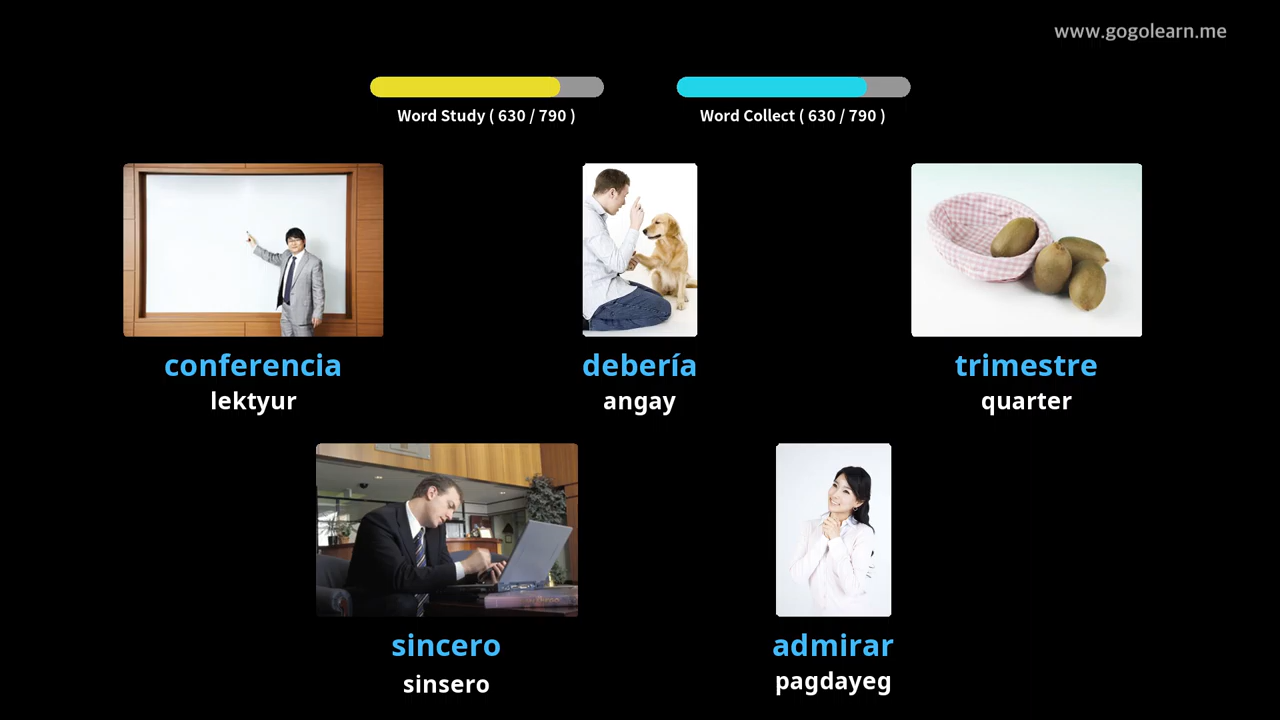 www.gogolearn.me
Word Study ( 630 / 790 )
Word Collect ( 630 / 790 )
conferencia
lektyur
debería
angay
trimestre
quarter
sincero
sinsero
admirar
pagdayeg